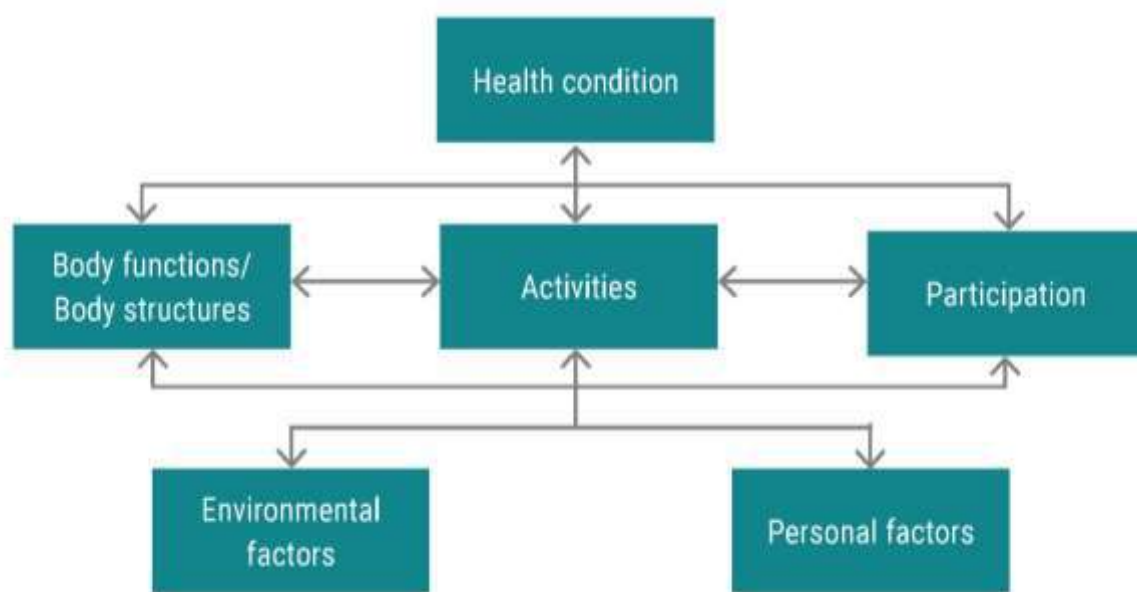 Health condition
Body functions/
Body structures
Activities
Participation
Environmental
factors
Personal factors